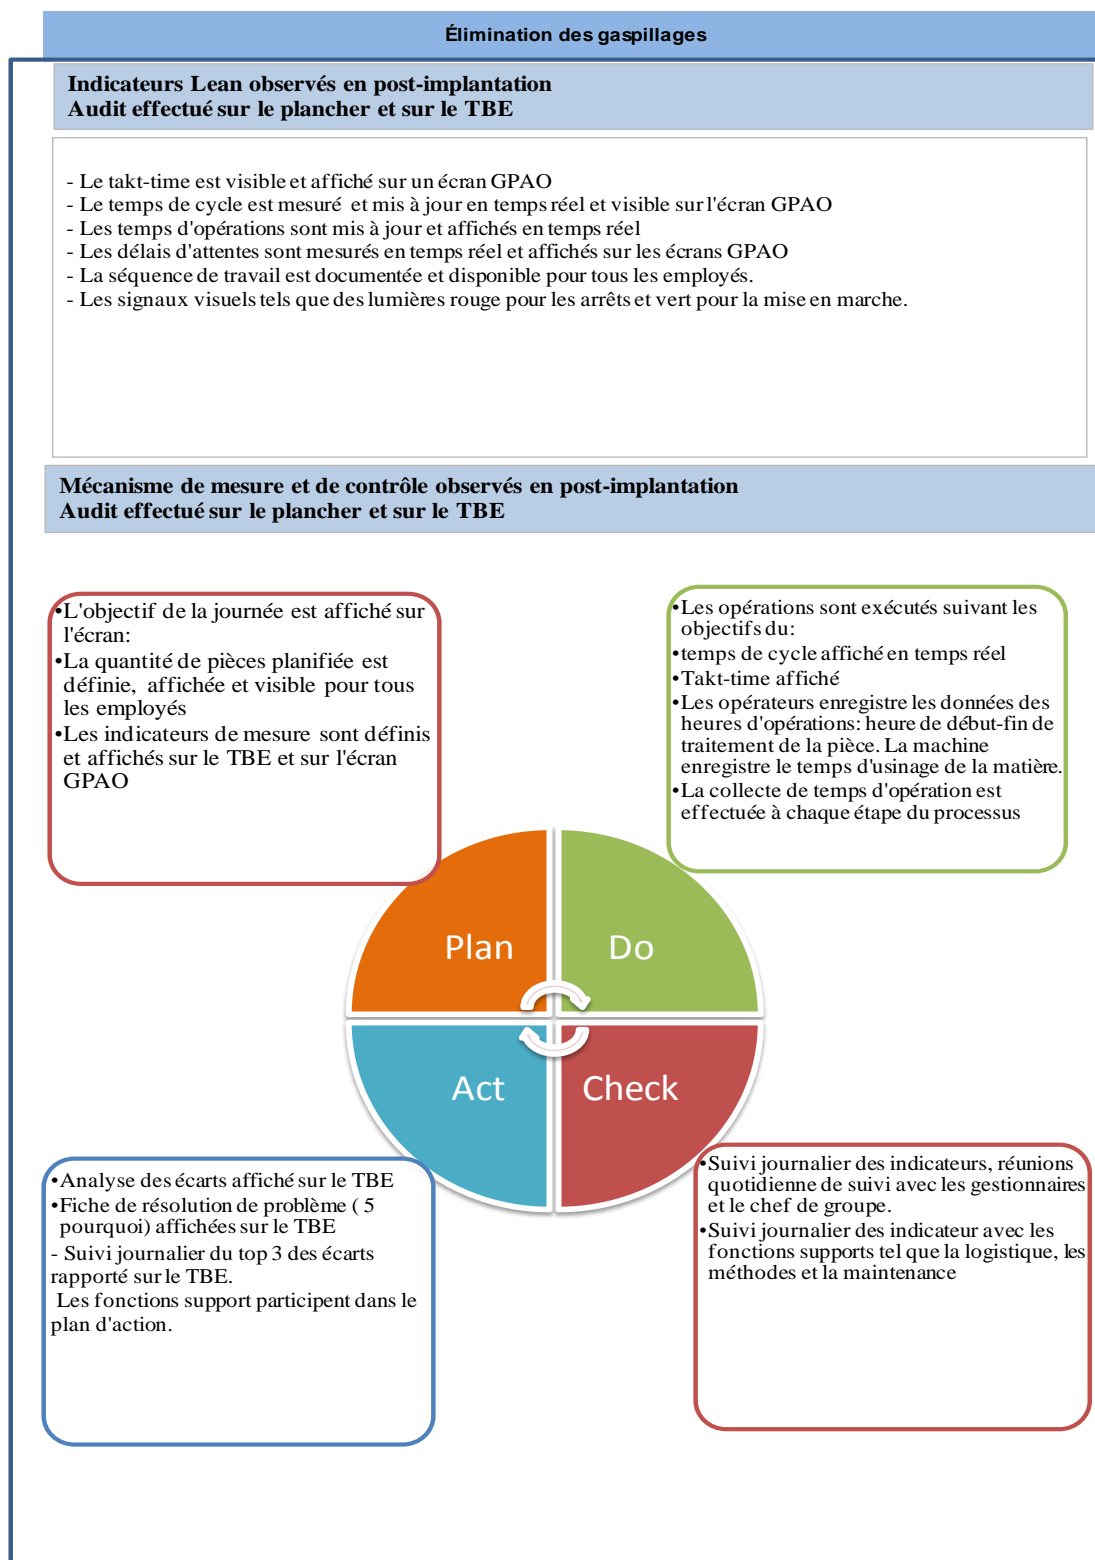 Élimination des gaspillages
Indicateurs Lean observés en post-implantation
Audit effectué sur le plancher et sur le TBE
- Le takt-time est visible et affiché sur un écran GPAO
- Le temps de cycle est mesuré et mis à jour en temps réel et visible sur l'écran GPAO
- Les temps d'opérations sont mis à jour et affichés en temps réel
- Les délais d'attentes sont mesurés en temps réel et affichés sur les écrans GPAO
- La séquence de travail est documentée et disponible pour tous les employés.
- Les signaux visuels tels que des lumières rouge pour les arrêts et vert pour la mise en marche.
Mécanisme de mesure et de contrôle observés en post-implantation
Audit effectué sur le plancher et sur le TBE
•L'objectif de la journée est affiché sur
l'écran:
•La quantité de pièces planifiée est
définie, affichée et visible pour tous
les employés
•Les indicateurs de mesure sont définis
et affichés sur le TBE et sur l'écran
GPAO
•Les opérations sont exécutés suivant les
objectifs du:
•temps de cycle affiché en temps réel
•Takt-time affiché
•Les opérateurs enregistre les données des
heures d'opérations: heure de début-fin de
traitement de la pièce. La machine
enregistre le temps d'usinage de la matière.
•La collecte de temps d'opération est
effectuée à chaque étape du processus
Plan
Do
Act
Check
•Analyse des écarts affiché sur le TBE
•Fiche de résolution de problème ( 5
pourquoi) affichées sur le TBE
- Suivi journalier du top 3 des écarts
rapporté sur le TBE.
Les fonctions support participent dans le
plan d'action.
•Suivi journalier des indicateurs, réunions
quotidienne de suivi avec les gestionnaires
et le chef de groupe.
•Suivi journalier des indicateur avec les
fonctions supports tel que la logistique, les
méthodes et la maintenance